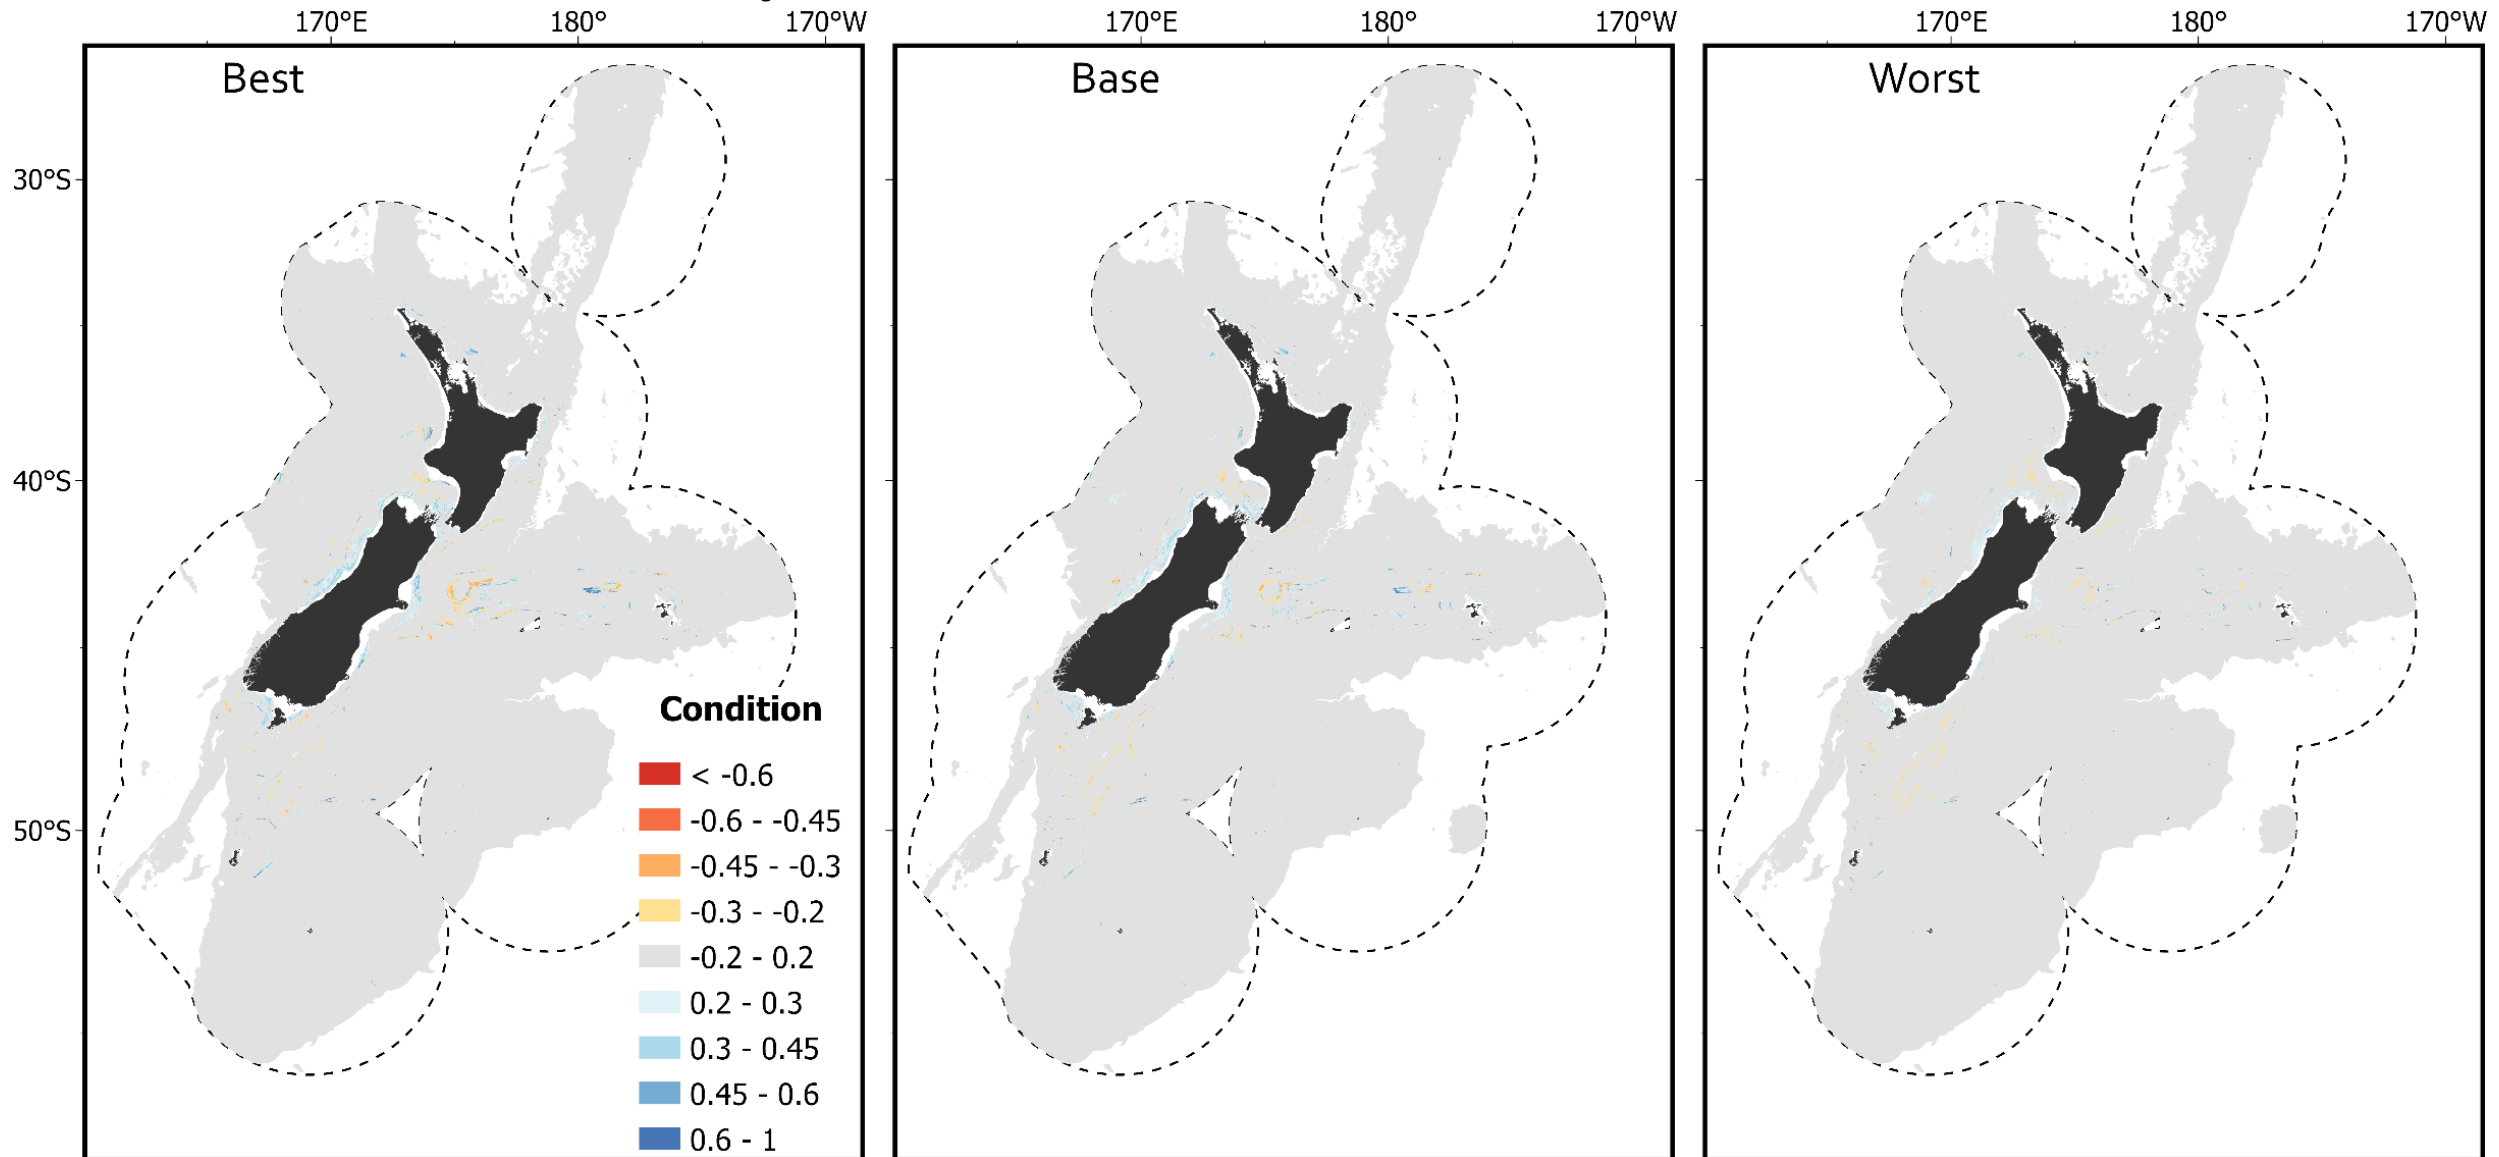 170°E 180° 170°W 170°E 180° 170°W 170°E 180° 170°W
Best Base Worst
30°S
40°S
50°S
Condition
< -0.6
-0.6 - -0.45
-0.45 - -0.3
-0.3 - -0.2
-0.2 - 0.2
0.2 - 0.3
0.3 - 0.45
0.45 - 0.6
0.6 - 1